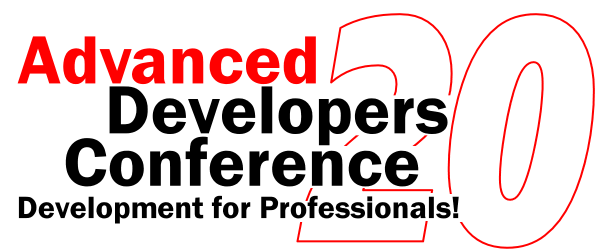 Advanced
Developers
Conference
Development for Professionals!
20